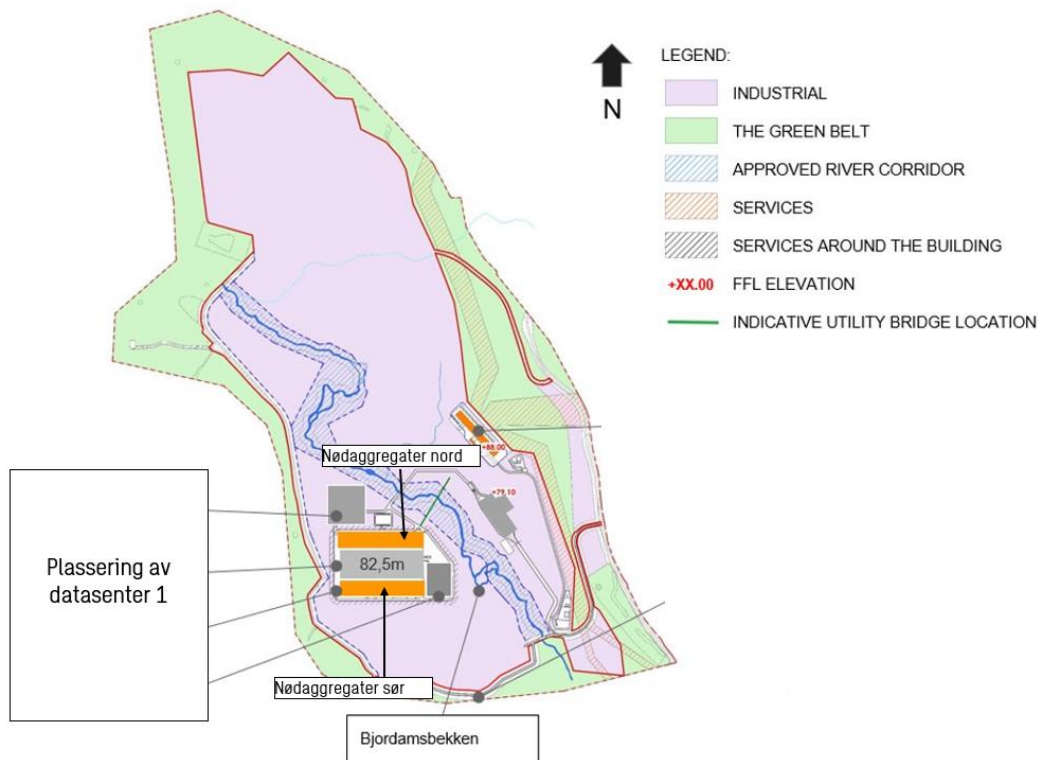 N
LEGEND:
INDUSTRIAL
THE GREEN BELT
APPROVED RIVER CORRIDOR
SERVICES
SERVICES AROUND THE BUILDING
+XX.00 FFL ELEVATION
INDICATIVE UTILITY BRIDGE LOCATION
+88.00
Nødaggregater nord
+79.10
82,5m
Plassering av
datasenter 1
Nødaggregater sør
Bjordamsbekken